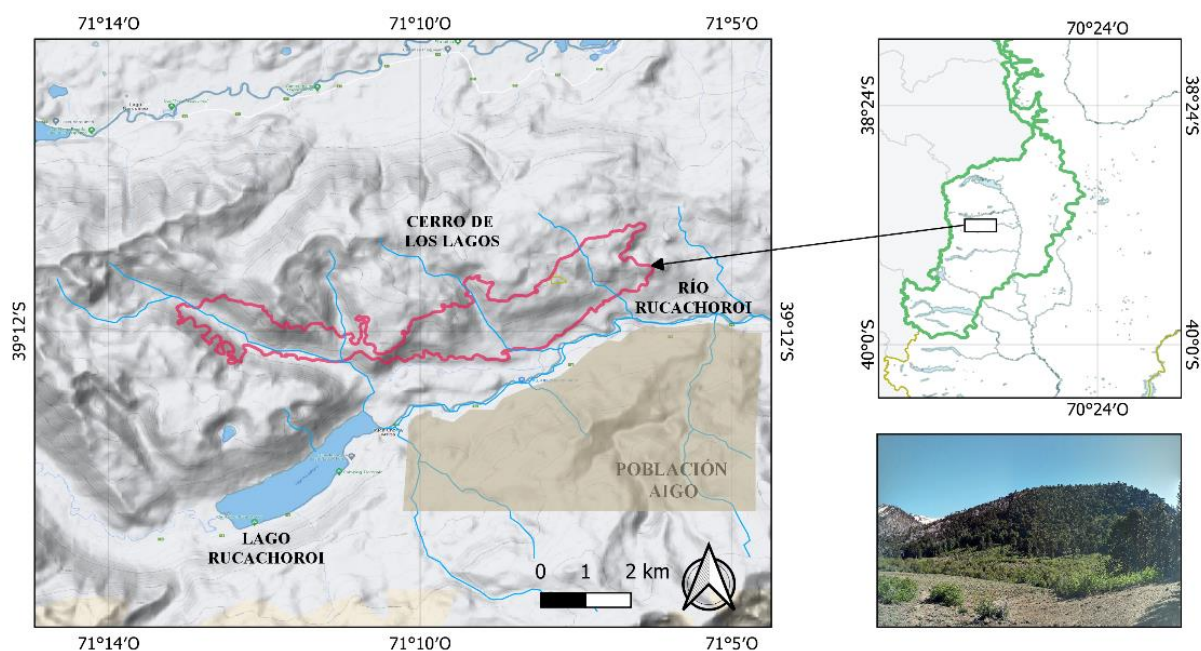 71°14'O
71°10'O
71°5'O
70°24'O
38°24'S
38°24'S
CERRO DE
LOS LAGOS
RÍO
RUCACHOROI
39°12'S
39°12'S
40°0'S
40°0'S
70°24'O
POBLACIÓN
AIGO
LAGO
RUCACHOROI
0 1 2 km
71°14'O
71°10'O
71°5'O